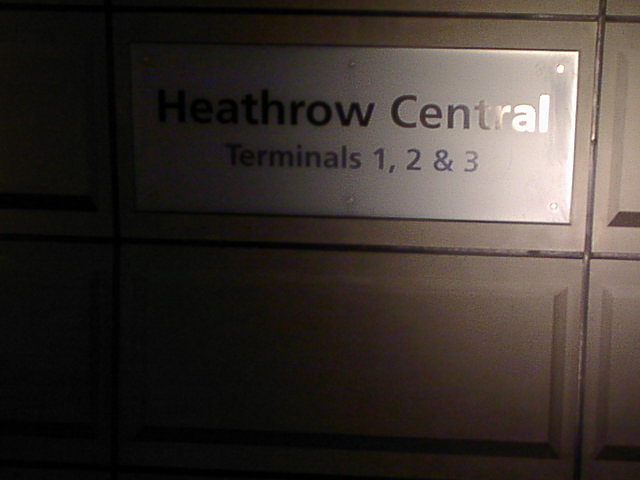 Heathrow Central
Terminals 1, 2 & 3